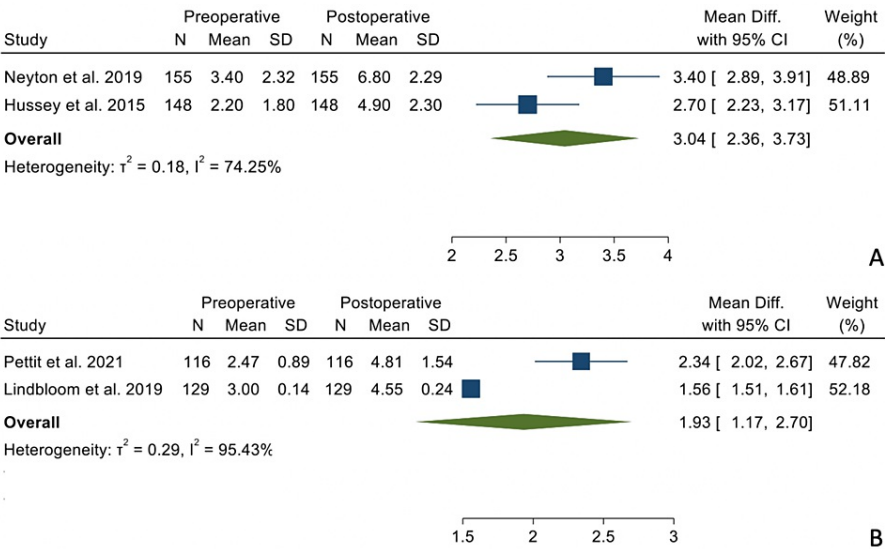 Preoperative Postoperative Mean Diff. Weight
Study N Mean SD N Mean SD with 95% CI (%)
Neyton et al. 2019 155 3.40 2.32 155 6.80 2.29 3.40 [ 2.89, 3.91] 48.89
Hussey et al. 2015 148 2.20 1.80 148 4.90 2.30 2.70 [ 2.23, 3.17] 51.11
Overall 3.04 [ 2.36, 3.73]
Heterogeneity: τ² = 0.18, I² = 74.25%
2 2.5 3 3.5 4
A
Preoperative Postoperative Mean Diff. Weight
Study N Mean SD N Mean SD with 95% CI (%)
Pettit et al. 2021 116 2.47 0.89 116 4.81 1.54 2.34 [ 2.02, 2.67] 47.82
Lindbloom et al. 2019 129 3.00 0.14 129 4.55 0.24 1.56 [ 1.51, 1.61] 52.18
Overall 1.93 [ 1.17, 2.70]
Heterogeneity: τ² = 0.29, I² = 95.43%
1.5 2 2.5 3
B